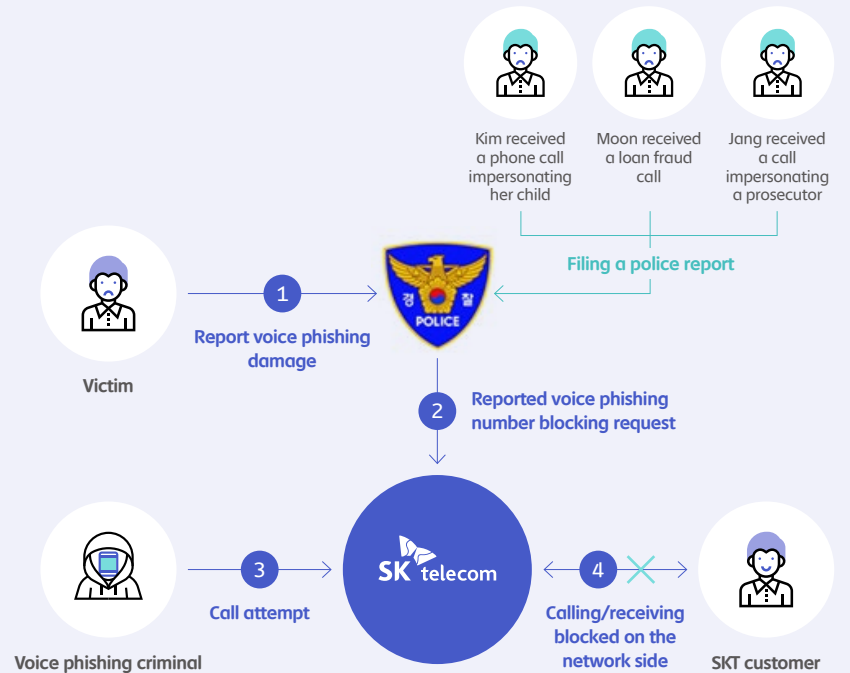 Kim received
a phone call
impersonating
her child
Moon received
a loan fraud
call
Jang received
a call
impersonating
a prosecutor
Filing a police report
경 찰
POLICE
1
Report voice phishing
damage
Victim
2
Reported voice phishing
number blocking request
SK telecom
3
Call attempt
Voice phishing criminal
4
Calling/receiving
blocked on the
network side
SKT customer